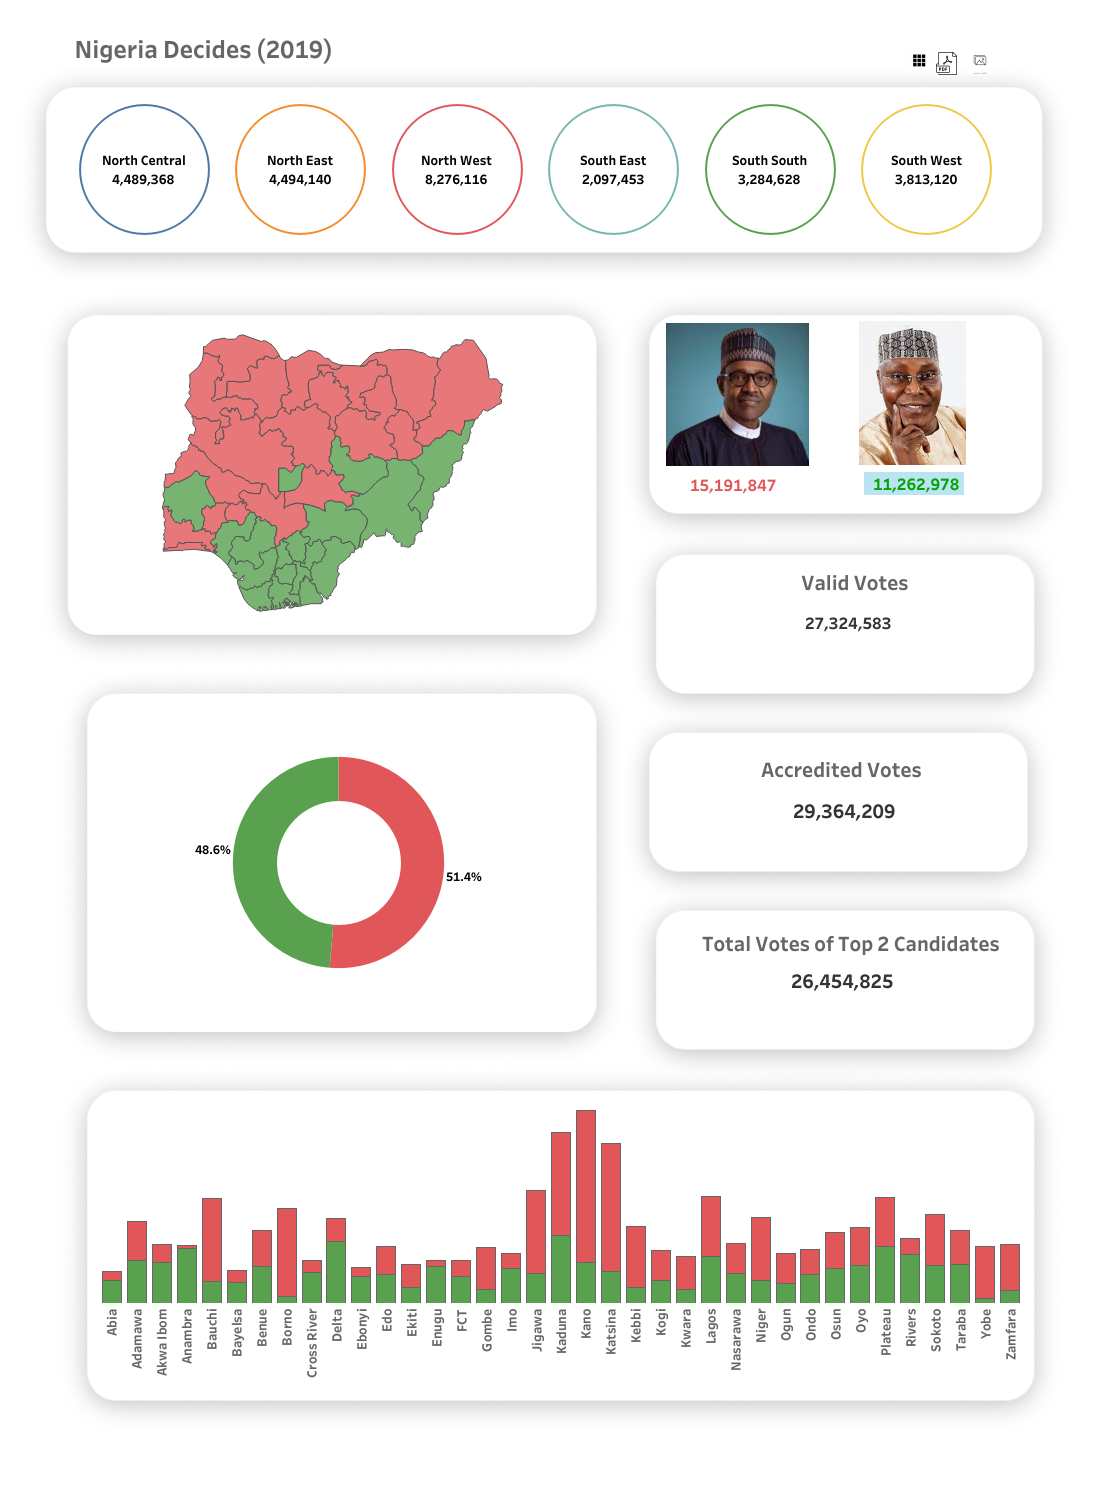 Nigeria Decides (2019)
PDF
North Central
4,489,368
North East
4,494,140
North West
8,276,116
South East
2,097,453
South South
3,284,628
South West
3,813,120
15,191,847
11,262,978
Valid Votes
27,324,583
48.6%
51.4%
Accredited Votes
29,364,209
Total Votes of Top 2 Candidates
26,454,825
Abia
Adamawa
Akwa Ibom
Anambra
Bauchi
Bayelsa
Benue
Borno
Cross River
Delta
Ebonyi
Edo
Ekiti
Enugu
FCT
Gombe
Imo
Jigawa
Kaduna
Kano
Katsina
Kebbi
Kogi
Kwara
Lagos
Nasarawa
Niger
Ogun
Ondo
Osun
Oyo
Plateau
Rivers
Sokoto
Taraba
Yobe
Zamfara